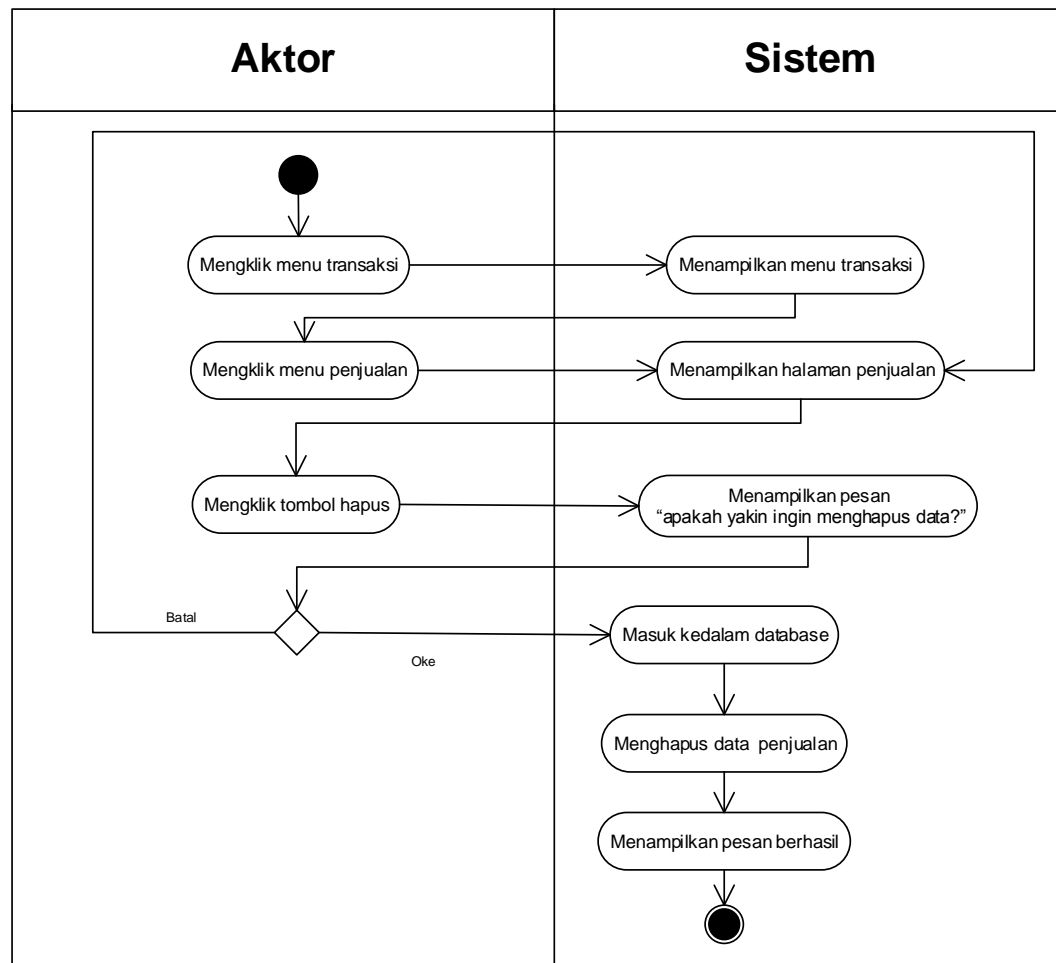 Aktor
Sistem
Mengklik menu transaksi
Menampilkan menu transaksi
Mengklik menu penjualan
Menampilkan halaman penjualan
Mengklik tombol hapus
Menampilkan pesan
“apakah yakin ingin menghapus data?”
Batal
Oke
Masuk kedalam database
Menghapus data penjualan
Menampilkan pesan berhasil